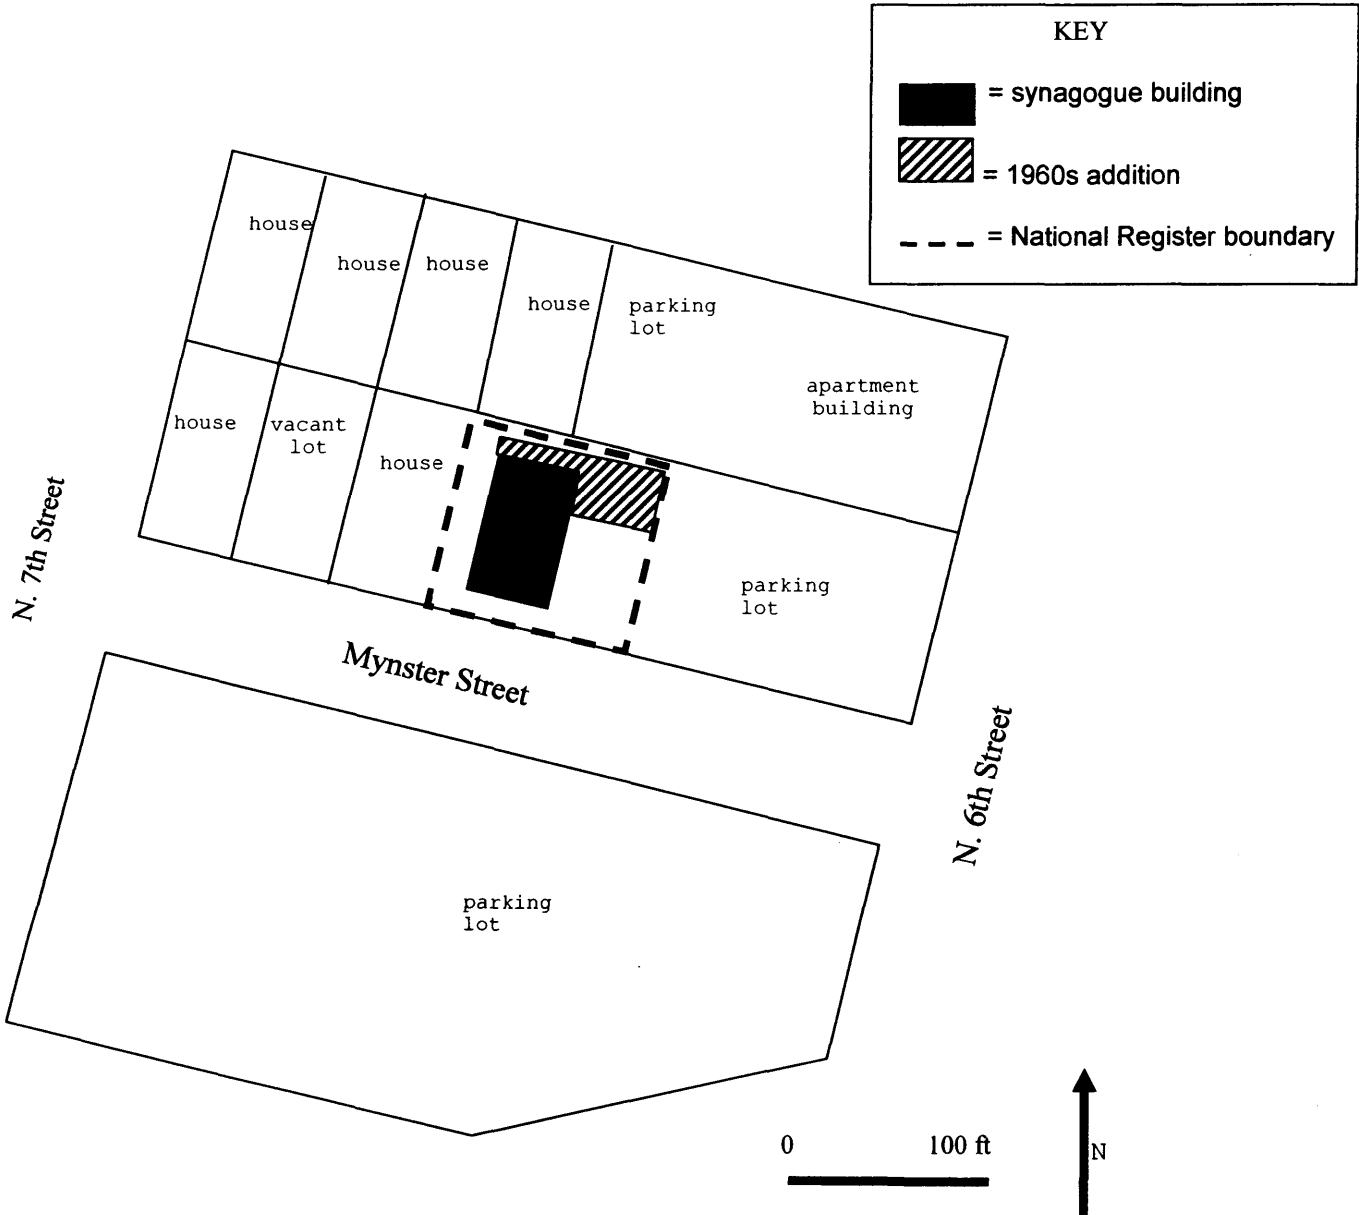 KEY
= synagogue building
= 1960s addition
= National Register boundary
house
house
house
house
parking
lot
apartment
building
house
vacant
lot
house
parking
lot
N. 7th Street
Mynster Street
N. 6th Street
parking
lot
0 100 ft
N